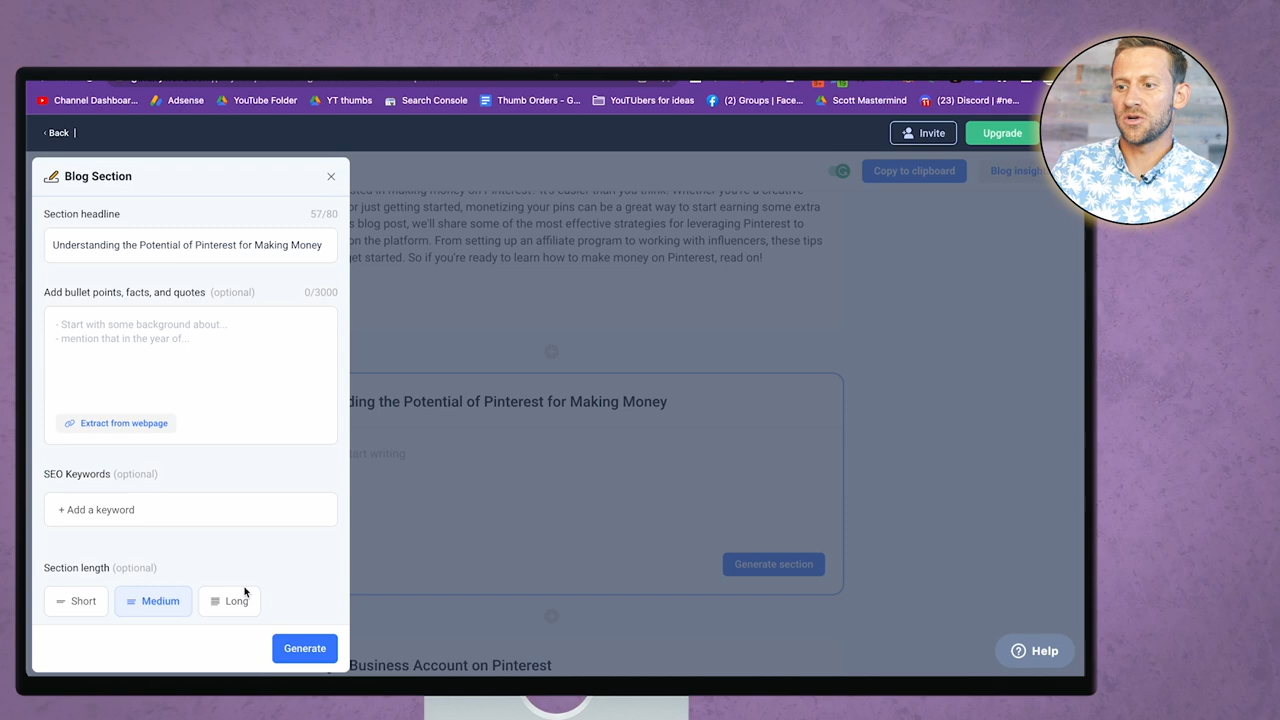 Channel Dashboar...
Adsense
YouTube Folder
YT thumbs
Search Console
Thumb Orders - G...
YouTUbers for ideas
(2) Groups | Face...
Scott Mastermind
(23) Discord | #ne...
‹ Back |
Invite
Upgrade
Blog Section
Copy to clipboard
Blog insigh
Section headline
57/80
Understanding the Potential of Pinterest for Making Money
or just getting started, monetizing your pins can be a great way to start earning some extra
s blog post, we'll share some of the most effective strategies for leveraging Pinterest to
on the platform. From setting up an affiliate program to working with influencers, these tips
get started. So if you're ready to learn how to make money on Pinterest, read on!
Add bullet points, facts, and quotes (optional)
0/3000
- Start with some background about...
- mention that in the year of...
Extract from webpage
ding the Potential of Pinterest for Making Money
art writing
SEO Keywords (optional)
+ Add a keyword
Generate section
Section length (optional)
Short
Medium
Long
Generate
Business Account on Pinterest
Help